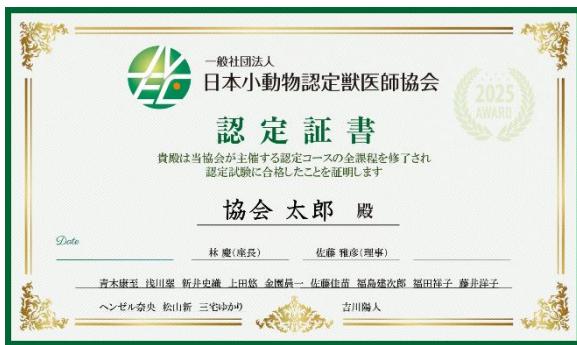 一般社団法人
日本小動物認定獣医師協会
2025
AWARD
認定証書
貴殿は当協会が主催する認定コースの全課程を修了され
認定試験に合格したことを証明します
協会 太郎 殿
Date
林 慶(座長) 佐藤 雅彦(理事)
青木康至 浅川翠 新井史織 上田悠 金園晨一 佐藤佳苗 福島建次郎 福田祥子 藤井洋子
ヘンゼル奈央 松山新 三宅ゆかり 吉川陽人